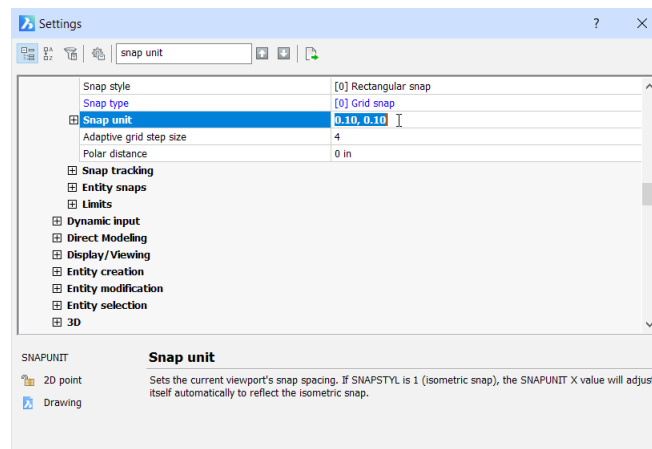 Settings
?
snap unit
Snap style [0] Rectangular snap
Snap type [0] Grid snap
Snap unit 0.10, 0.10
Adaptive grid step size 4
Polar distance 0 in
Snap tracking
Entity snaps
Limits
Dynamic input
Direct Modeling
Display/Viewing
Entity creation
Entity modification
Entity selection
3D
SNAPUNIT Snap unit
2D point Sets the current viewport's snap spacing. If SNAPSTYL is 1 (isometric snap), the SNAPUNIT X value will adjus
itself automatically to reflect the isometric snap.
Drawing